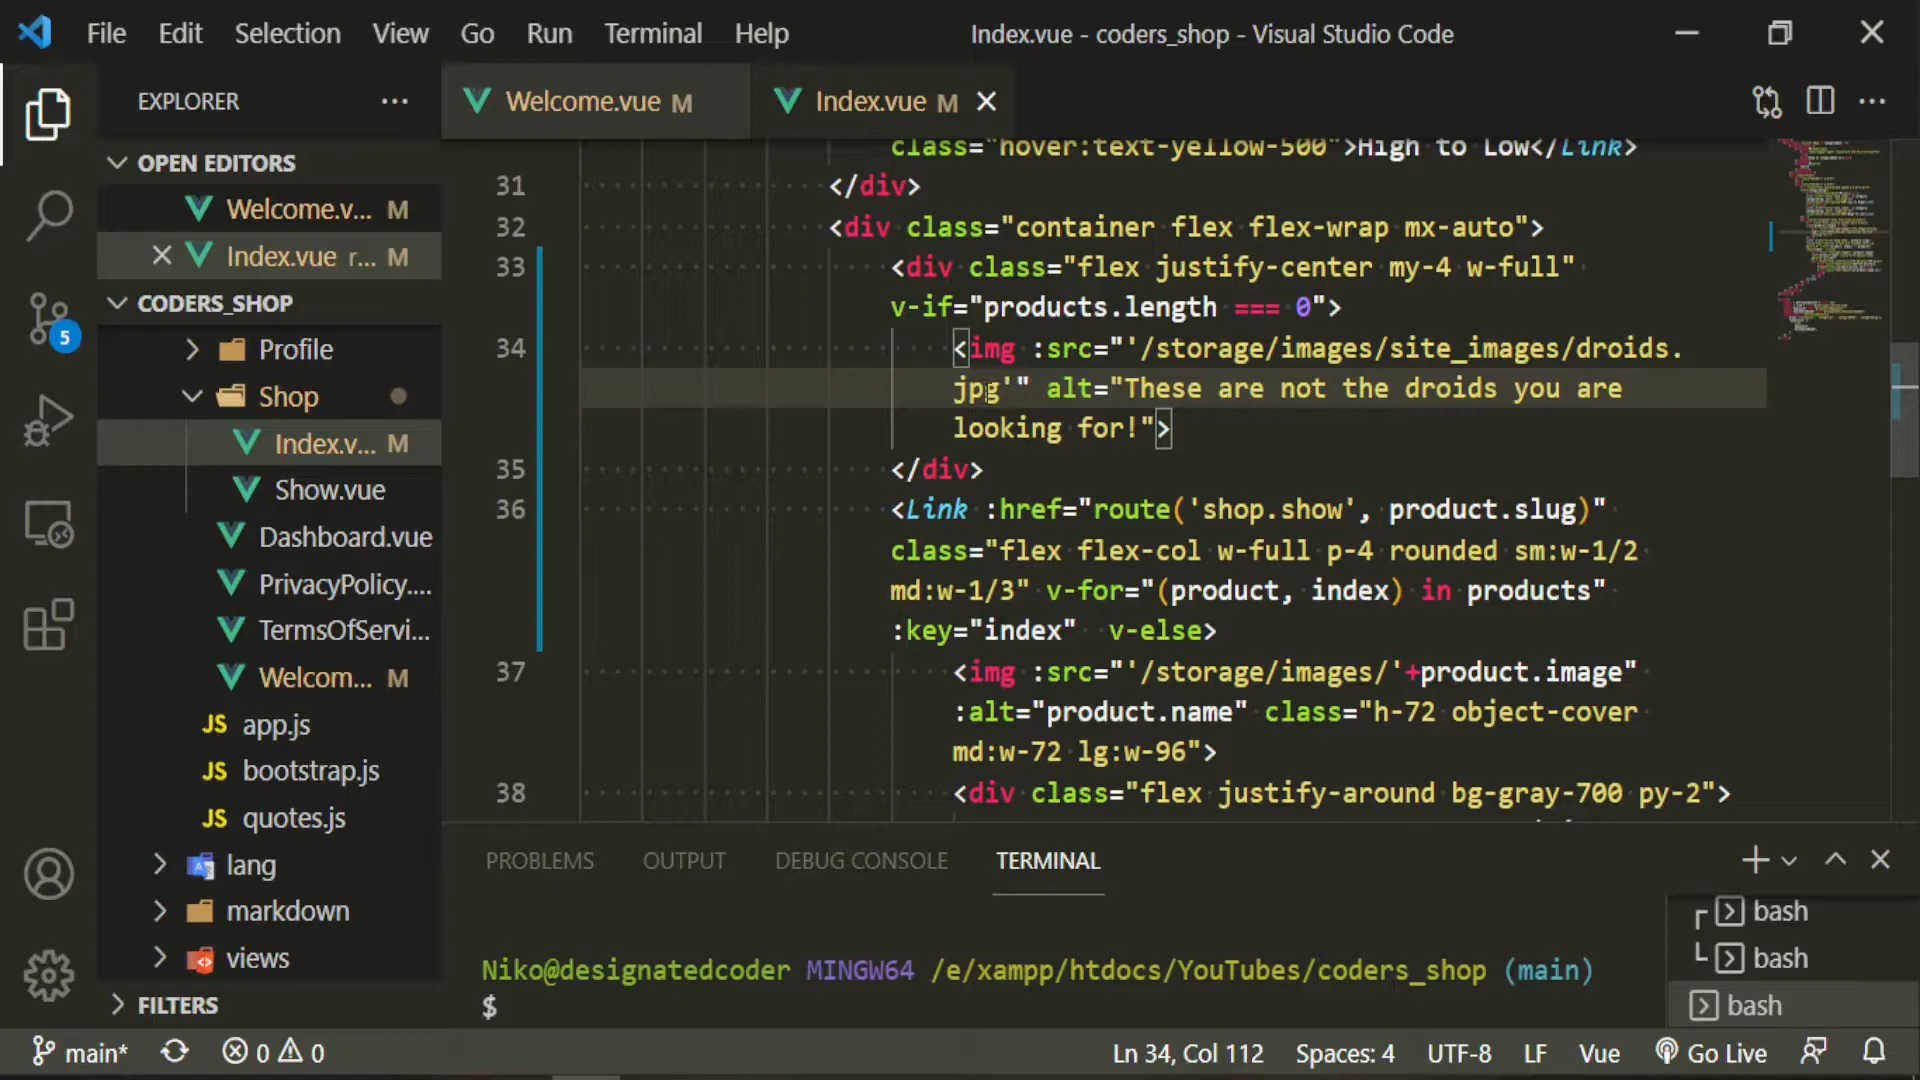 File Edit Selection View Go Run Terminal Help
Index.vue - coders_shop - Visual Studio Code
EXPLORER
Welcome.vue M
Index.vue M
OPEN EDITORS
Welcome.v... M
Index.vue r... M
CODERS_SHOP
Profile
Shop
Index.v... M
Show.vue
Dashboard.vue
PrivacyPolicy....
TermsOfServi...
Welcom... M
JS app.js
JS bootstrap.js
JS quotes.js
lang
markdown
views
FILTERS
5
class="hover:text-yellow-500">High to Low</Link>
31 </div>
32 <div class="container flex flex-wrap mx-auto">
33 <div class="flex justify-center my-4 w-full"
v-if="products.length === 0">
34 <img :src="'/storage/images/site_images/droids.
jpg'" alt="These are not the droids you are
looking for!">
35 </div>
36 <Link :href="route('shop.show', product.slug)"
class="flex flex-col w-full p-4 rounded sm:w-1/2
md:w-1/3" v-for="(product, index) in products"
:key="index"  v-else>
37 <img :src="'/storage/images/'+product.image"
:alt="product.name" class="h-72 object-cover
md:w-72 lg:w-96">
38 <div class="flex justify-around bg-gray-700 py-2">
PROBLEMS OUTPUT DEBUG CONSOLE TERMINAL
Niko@designatedcoder MINGW64 /e/xampp/htdocs/YouTubes/coders_shop (main)
$
bash
bash
bash
main* 0 0 Ln 34, Col 112 Spaces: 4 UTF-8 LF Vue Go Live